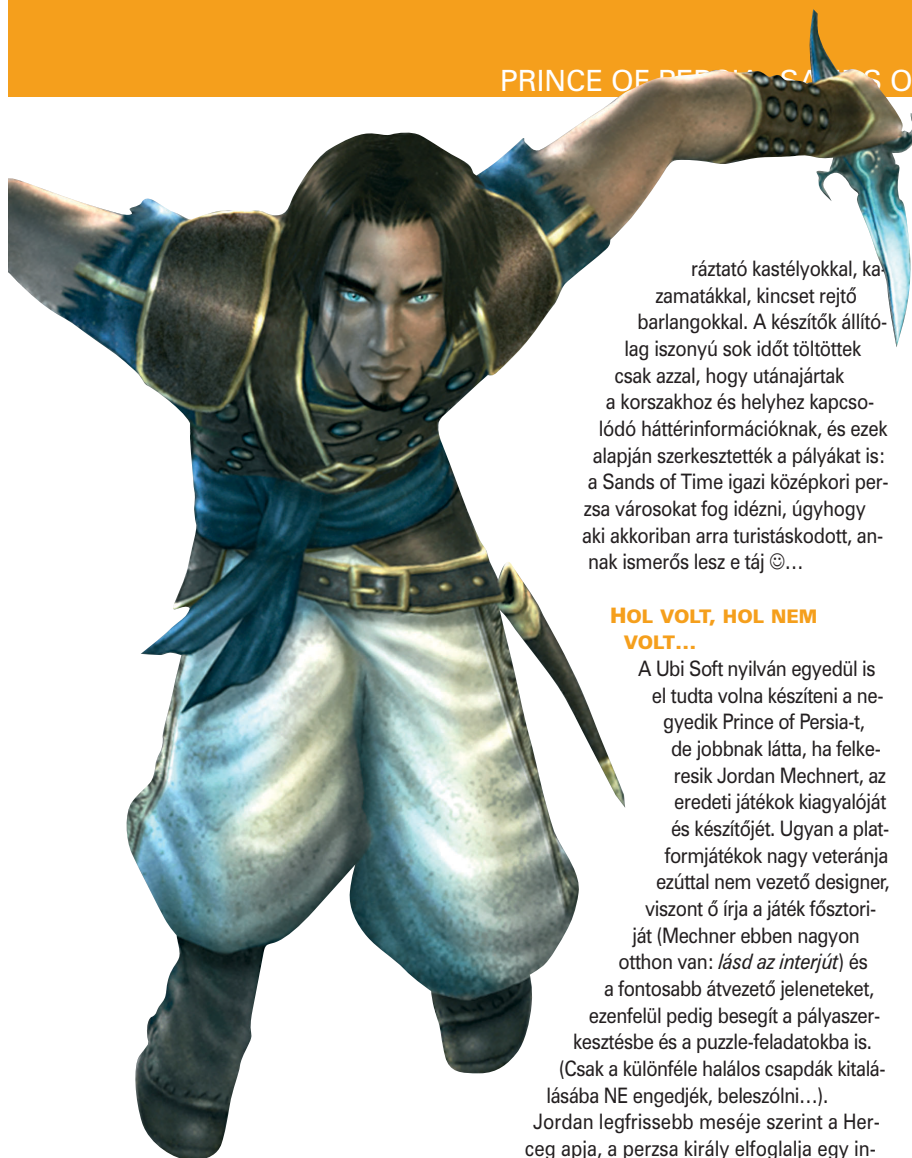 PRINCE OF
ráztató kastélyokkal, ka-
zamatákkal, kincset rejtő
barlangokkal. A készítők állító-
lag iszonyú sok időt töltöttek
csak azzal, hogy utánajártak
a korszakhoz és helyhez kapcso-
lódó háttérinformációknak, és ezek
alapján szerkesztették a pályákat is:
a Sands of Time igazi középkori per-
zsa városokat fog idézni, úgyhogy
aki akkoriban arra turistáskodott, an-
nak ismerős lesz e táj ☺…
HOL VOLT, HOL NEM
VOLT…
A Ubi Soft nyilván egyedül is
el tudta volna készíteni a ne-
gyedik Prince of Persia-t,
de jobbnak látta, ha felke-
resik Jordan Mechnert, az
eredeti játékok kiagyalóját
és készítőjét. Ugyan a plat-
formjátékok nagy veteránja
ezúttal nem vezető designer,
viszont ő írja a játék fősztori-
ját (Mechner ebben nagyon
otthon van: lásd az interjút) és
a fontosabb átvezető jeleneteket,
ezenfelül pedig besegít a pályaszer-
kesztésbe és a puzzle-feladatokba is.
(Csak a különféle halálos csapdák kitalá-
lásába NE engedjék, beleszólni…).
Jordan legfrissebb meséje szerint a Her-
ceg apja, a perzsa király elfoglalja egy in-